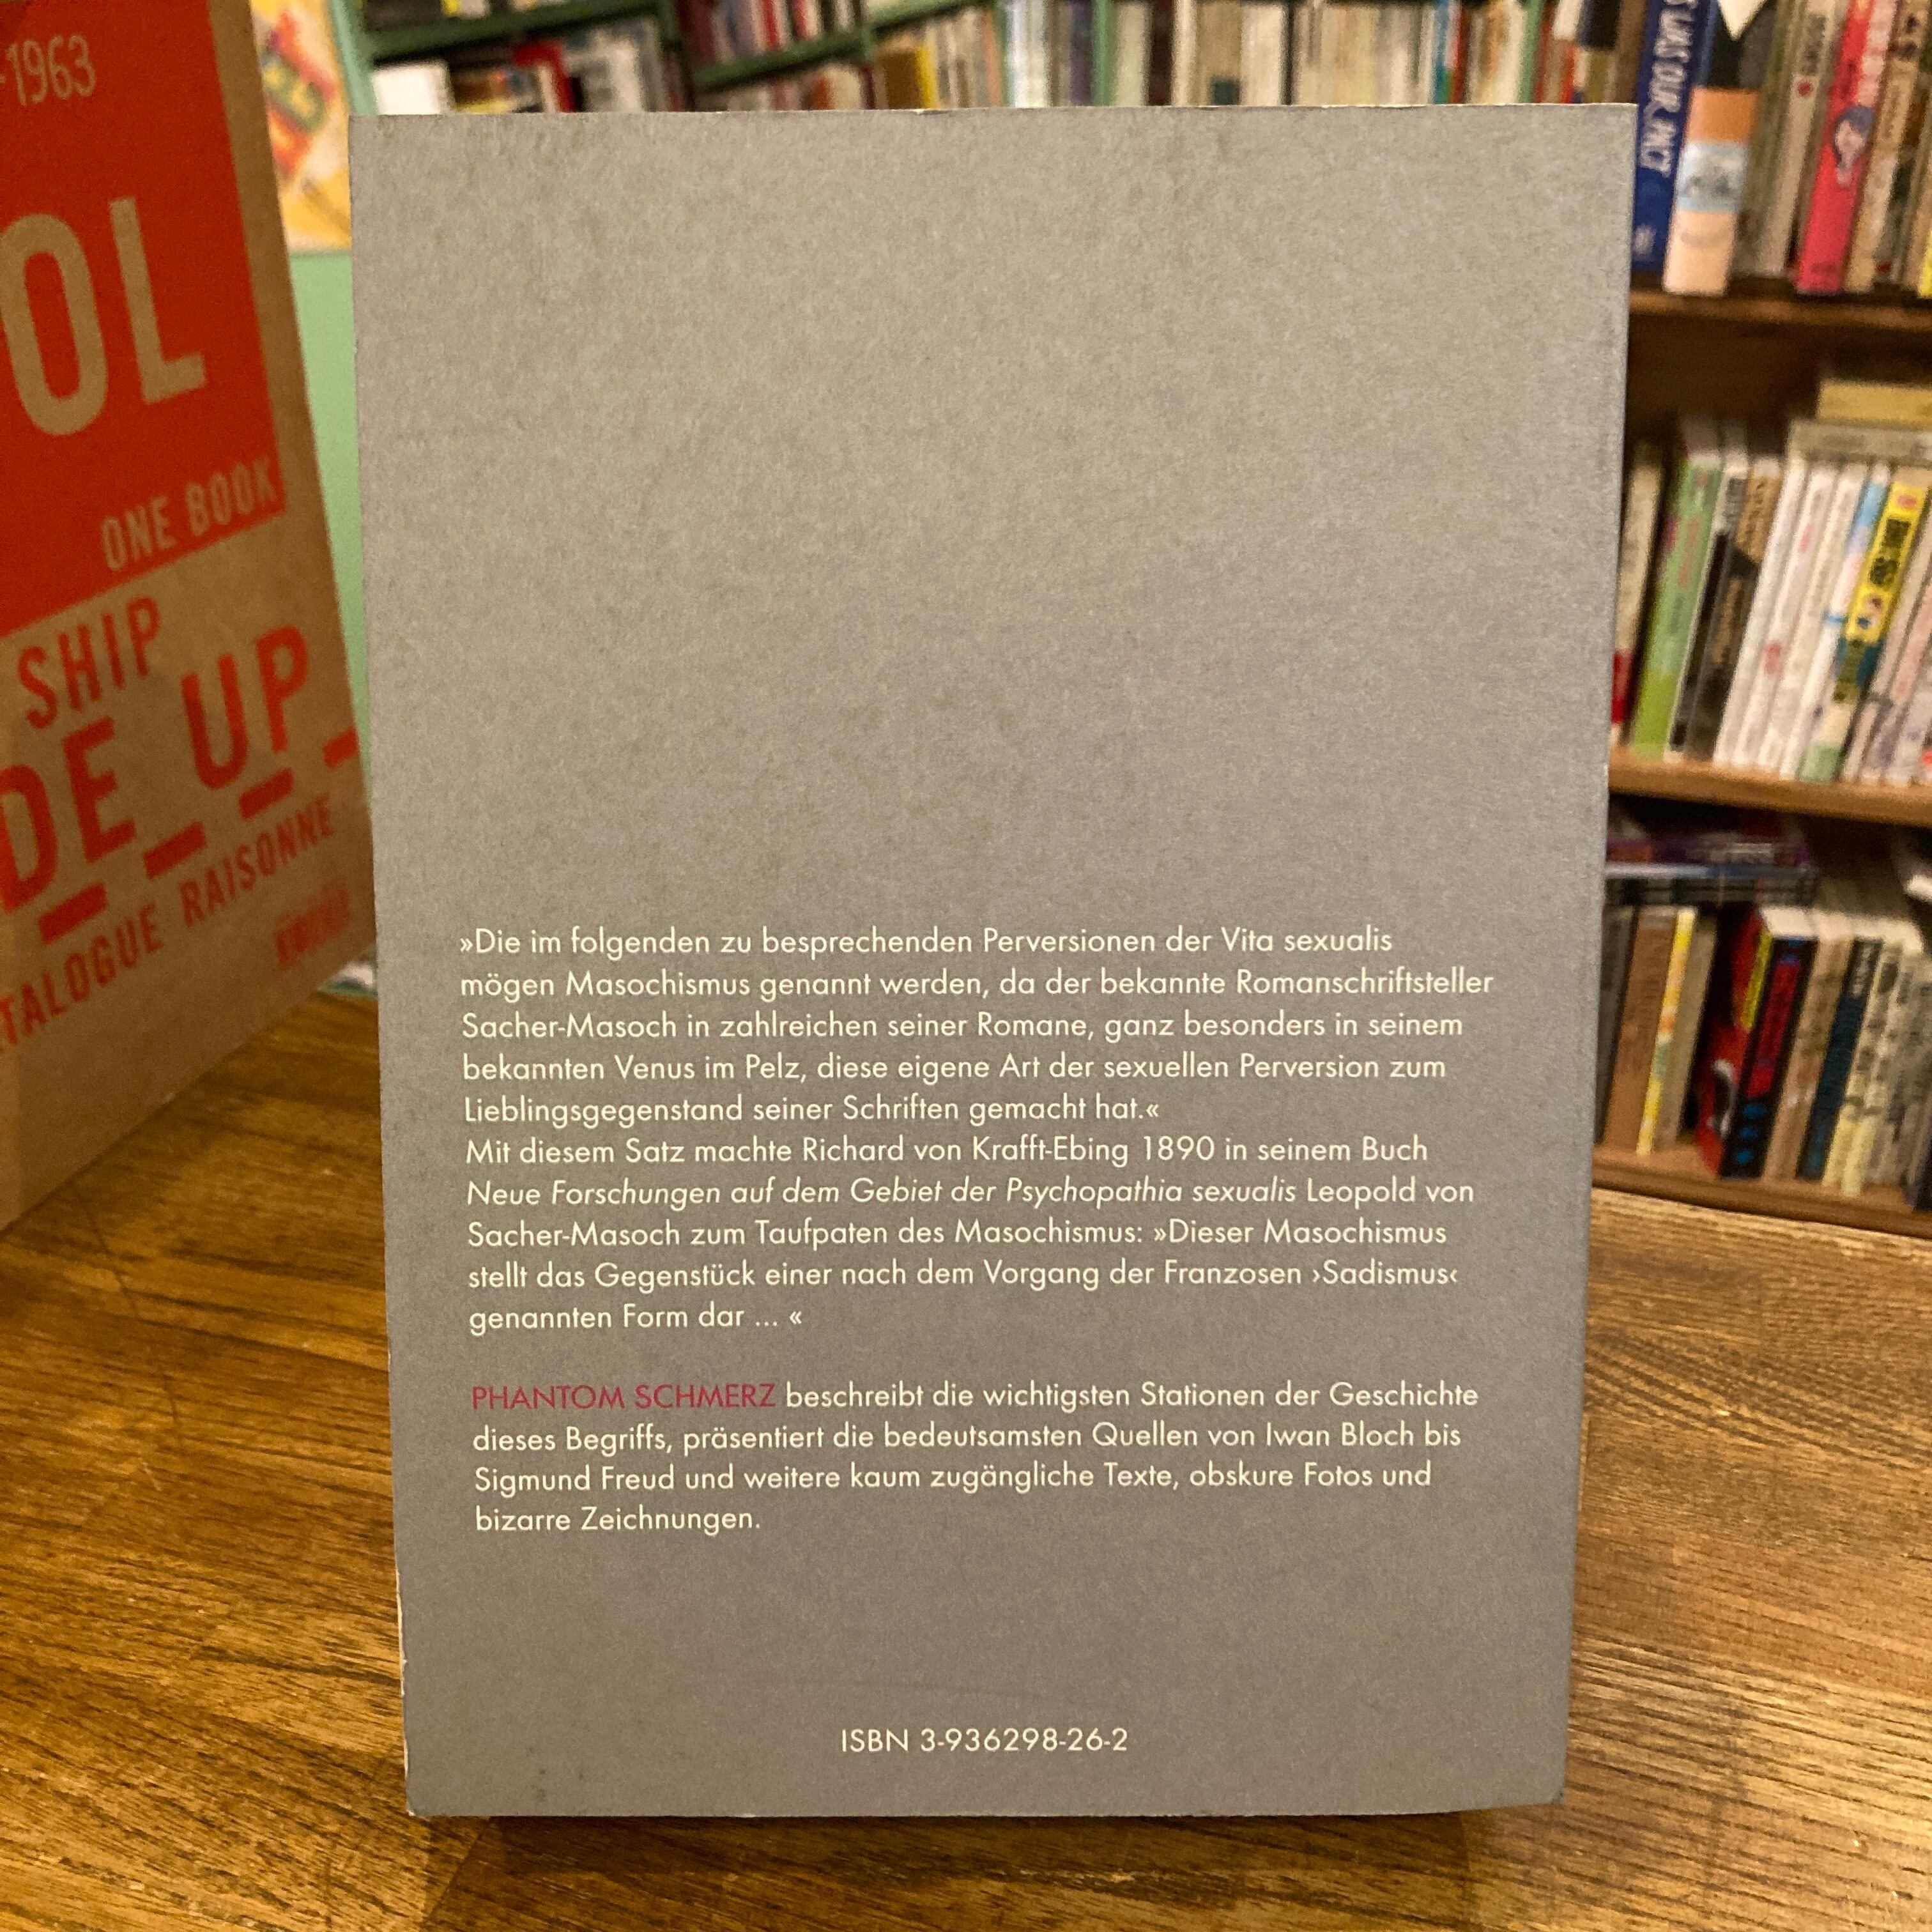 -1963
OL
ONE BOOK
SHIP
DE_UP_
TALOGUE RAISONNE
»Die im folgenden zu besprechenden Perversionen der Vita sexualis
mögen Masochismus genannt werden, da der bekannte Romanschriftsteller
Sacher-Masoch in zahlreichen seiner Romane, ganz besonders in seinem
bekannten Venus im Pelz, diese eigene Art der sexuellen Perversion zum
Lieblingsgegenstand seiner Schriften gemacht hat.«
Mit diesem Satz machte Richard von Krafft-Ebing 1890 in seinem Buch
Neue Forschungen auf dem Gebiet der Psychopathia sexualis Leopold von
Sacher-Masoch zum Taufpaten des Masochismus: »Dieser Masochismus
stellt das Gegenstück einer nach dem Vorgang der Franzosen ›Sadismus‹
genannten Form dar ... «
PHANTOM SCHMERZ beschreibt die wichtigsten Stationen der Geschichte
dieses Begriffs, präsentiert die bedeutsamsten Quellen von Iwan Bloch bis
Sigmund Freud und weitere kaum zugängliche Texte, obskure Fotos und
bizarre Zeichnungen.
ISBN 3-936298-26-2